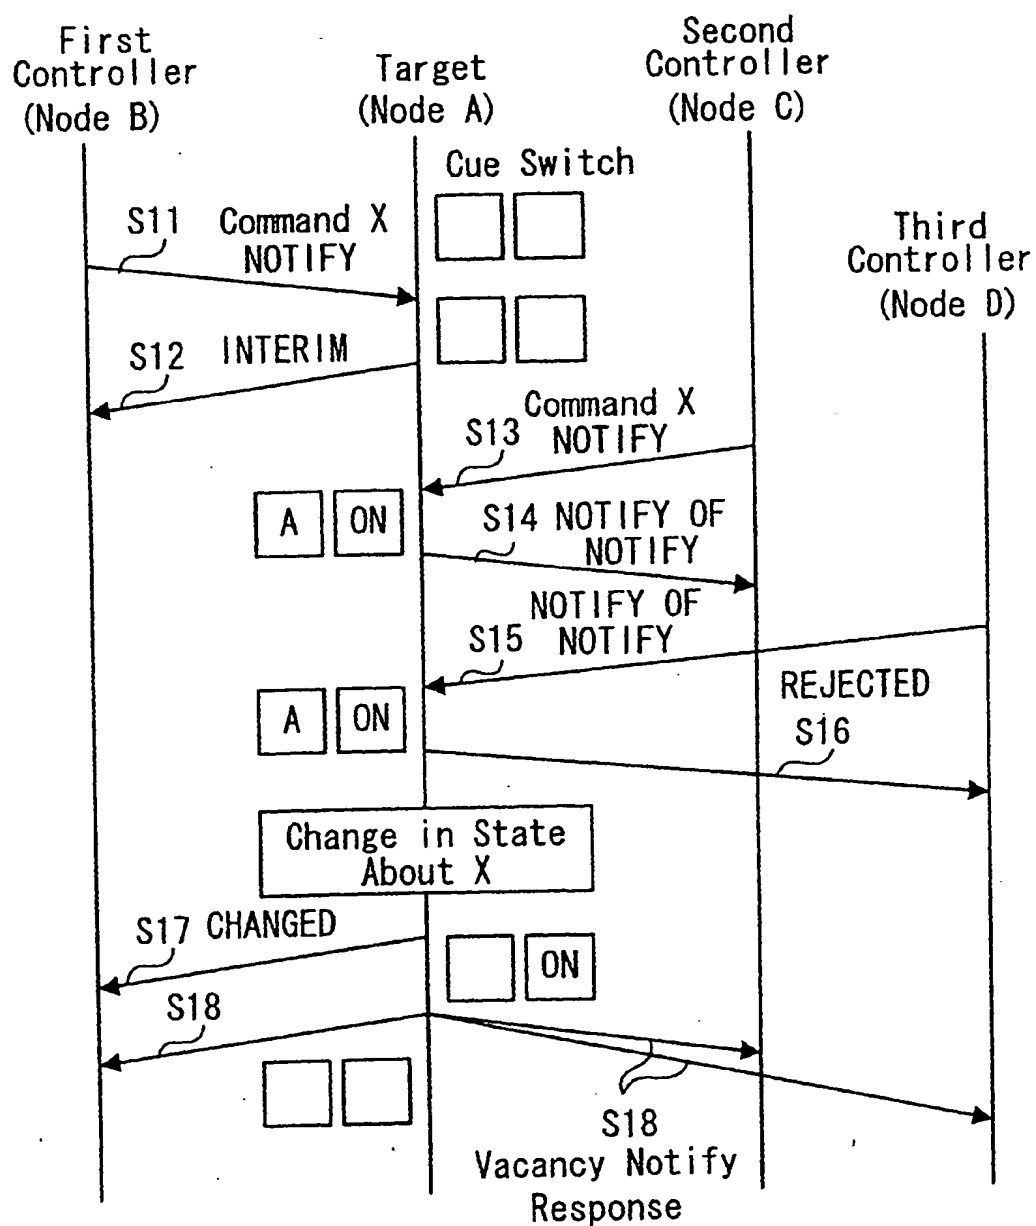 First
Controller
(Node B)
Target
(Node A)
Second
Controller
(Node C)
Third
Controller
(Node D)
Cue Switch
S11
Command X
NOTIFY
S12
INTERIM
Command X
NOTIFY
S13
A
ON
S14 NOTIFY OF
NOTIFY
NOTIFY OF
NOTIFY
S15
REJECTED
S16
A
ON
Change in State
About X
S17
CHANGED
ON
S18
S18
Vacancy Notify
Response